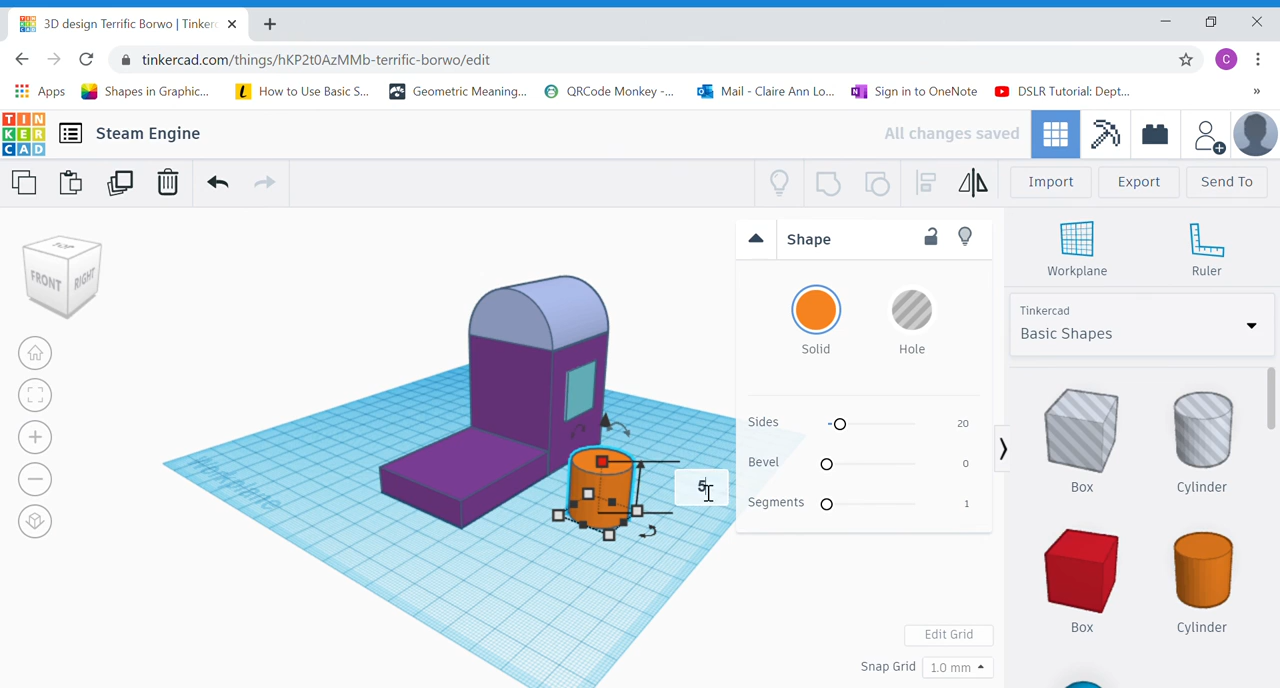 3D design Terrific Borwo | Tinker
tinkercad.com/things/hKP2t0AzMMb-terrific-borwo/edit
Apps
Shapes in Graphic...
How to Use Basic S...
Geometric Meaning...
QRCode Monkey -...
Mail - Claire Ann Lo...
Sign in to OneNote
DSLR Tutorial: Dept...
»
C
TIN
KER
CAD
Steam Engine
All changes saved
Import
Export
Send To
TOP
FRONT
RIGHT
Shape
Solid
Hole
Sides
20
Bevel
0
Segments
1
5
Workplane
Workplane
Ruler
Tinkercad
Basic Shapes
Box
Cylinder
Box
Cylinder
Edit Grid
Snap Grid
1.0 mm